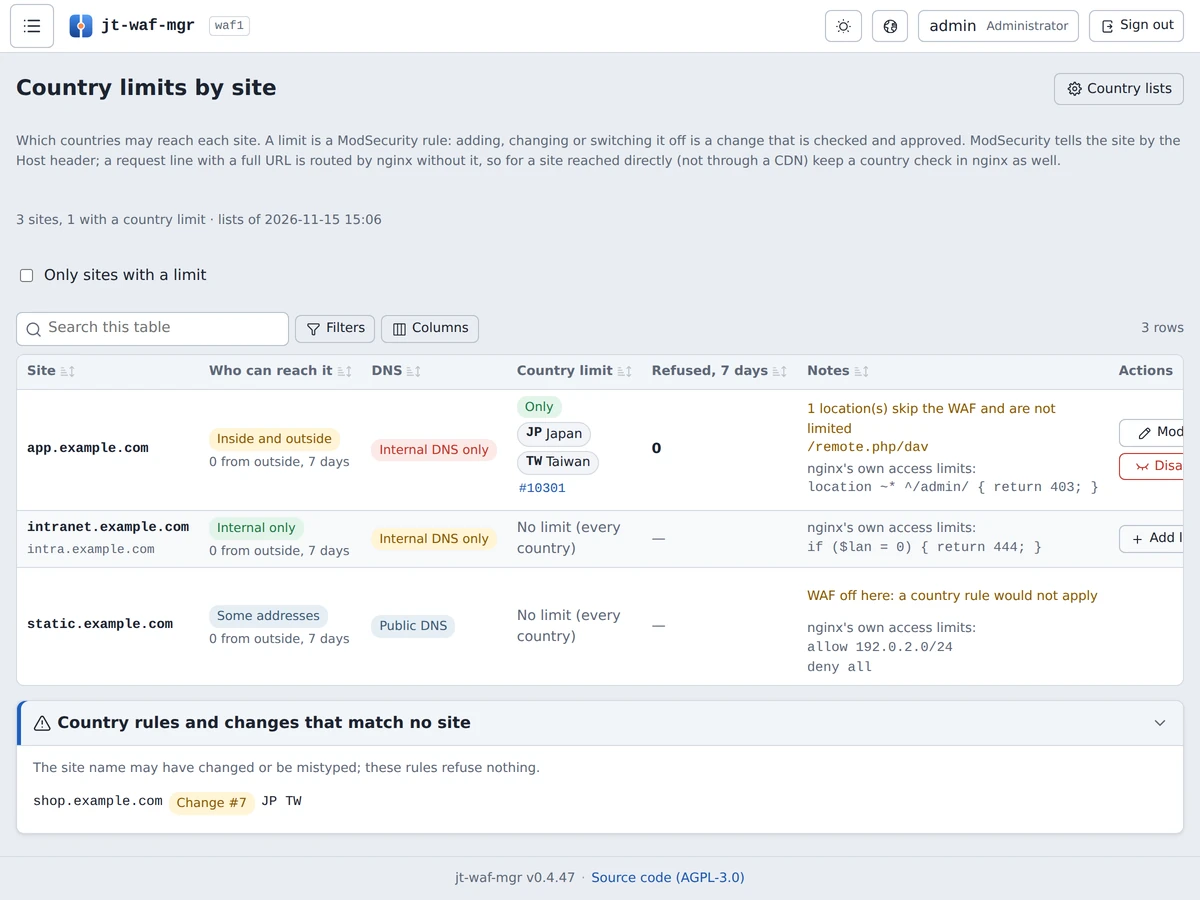 jt-waf-mgr waf1 admin Administrator Sign out
Country limits by site
Country lists
Which countries may reach each site. A limit is a ModSecurity rule: adding, changing or switching it off is a change that is checked and approved. ModSecurity tells the site by the
Host header; a request line with a full URL is routed by nginx without it, so for a site reached directly (not through a CDN) keep a country check in nginx as well.
3 sites, 1 with a country limit · lists of 2026-11-15 15:06
Only sites with a limit
Search this table Filters Columns 3 rows
Site Who can reach it DNS Country limit Refused, 7 days Notes Actions
app.example.com
Inside and outside
0 from outside, 7 days
Internal DNS only
Only
JP Japan
TW Taiwan
#10301
0
1 location(s) skip the WAF and are not
limited
/remote.php/dav
nginx's own access limits:
location ~* ^/admin/ { return 403; }
Mod
Disa
intranet.example.com
intra.example.com
Internal only
0 from outside, 7 days
Internal DNS only
No limit (every
country)
—
nginx's own access limits:
if ($lan = 0) { return 444; }
Add l
static.example.com
Some addresses
0 from outside, 7 days
Public DNS
No limit (every
country)
—
WAF off here: a country rule would not apply
nginx's own access limits:
allow 192.0.2.0/24
deny all
Country rules and changes that match no site
The site name may have changed or be mistyped; these rules refuse nothing.
shop.example.com Change #7 JP TW
jt-waf-mgr v0.4.47 · Source code (AGPL-3.0)